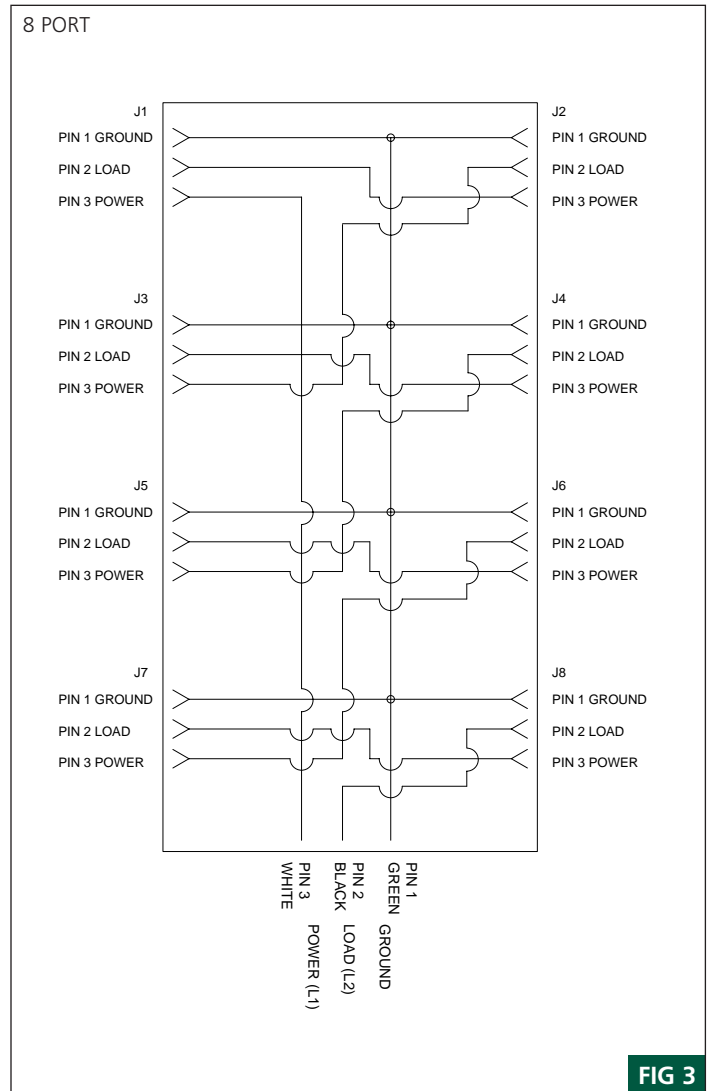 8 PORT
J1
PIN 1 GROUND
PIN 2 LOAD
PIN 3 POWER
J2
PIN 1 GROUND
PIN 2 LOAD
PIN 3 POWER
J3
PIN 1 GROUND
PIN 2 LOAD
PIN 3 POWER
J4
PIN 1 GROUND
PIN 2 LOAD
PIN 3 POWER
J5
PIN 1 GROUND
PIN 2 LOAD
PIN 3 POWER
J6
PIN 1 GROUND
PIN 2 LOAD
PIN 3 POWER
J7
PIN 1 GROUND
PIN 2 LOAD
PIN 3 POWER
J8
PIN 1 GROUND
PIN 2 LOAD
PIN 3 POWER
PIN 1
GREEN GROUND
PIN 2
BLACK LOAD (L2)
PIN 3
WHITE POWER (L1)
FIG 3